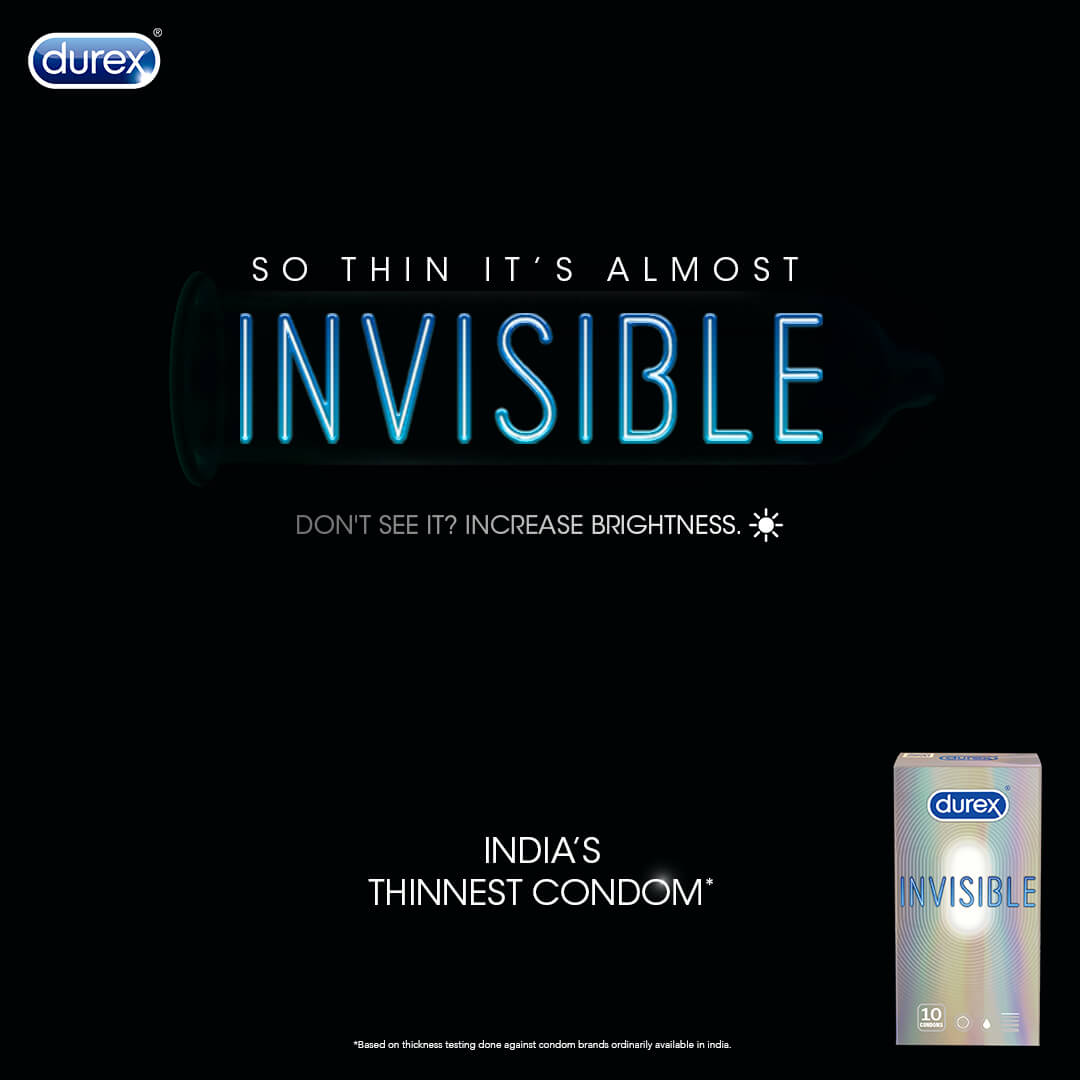 durex®
SO THIN IT'S ALMOST
INVISIBLE
DON'T SEE IT? INCREASE BRIGHTNESS.
INDIA'S
THINNEST CONDOM*
durex
durex®
INVISIBLE
10
CONDOMS
*Based on thickness testing done against condom brands ordinarily available in india.